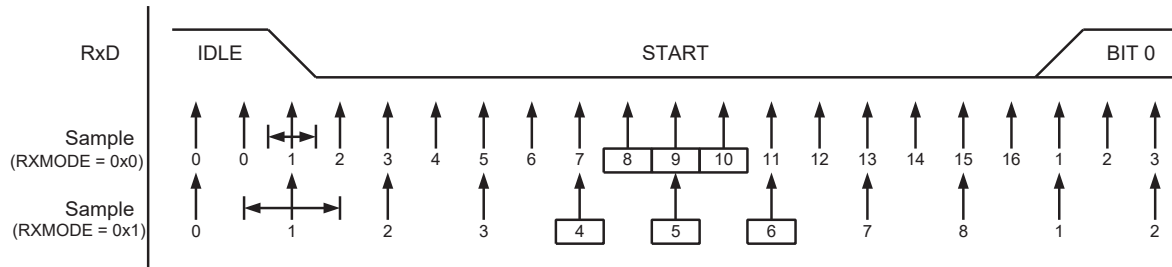 RxD IDLE START BIT 0
Sample
(RXMODE = 0x0)
0 0 1 2 3 4 5 6 7 8 9 10 11 12 13 14 15 16 1 2 3
Sample
(RXMODE = 0x1)
0 1 2 3 4 5 6 7 8 1 2